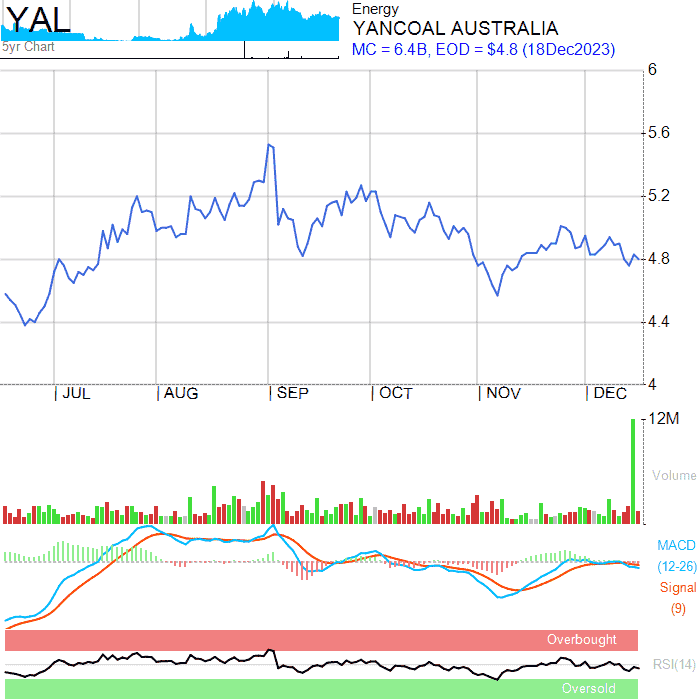 YAL
5yr Chart
Energy
YANCOAL AUSTRALIA
MC = 6.4B, EOD = $4.8 (18Dec2023)
6
5.6
5.2
4.8
4.4
4
JUL AUG SEP OCT NOV DEC
12M
Volume
MACD
(12-26)
Signal
(9)
Overbought
RSI(14)
Oversold